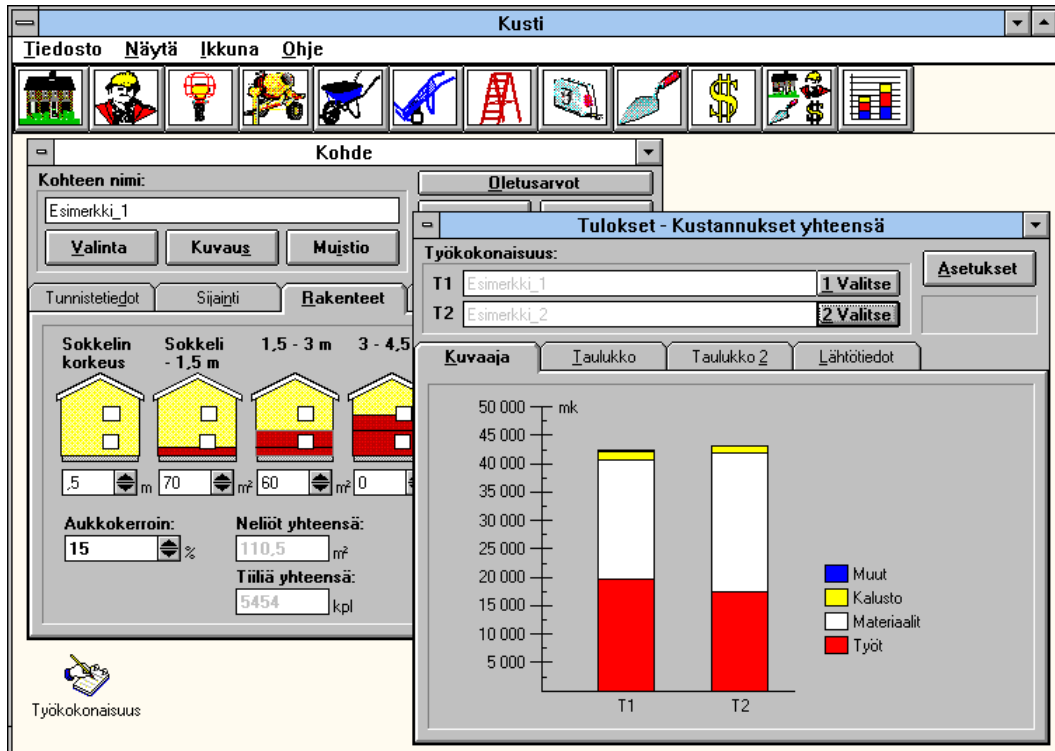 Kusti
Tiedosto Näytä Ikkuna Ohje
Kohde
Kohteen nimi:
Oletusarvot
Esimerkki_1
Valinta Kuvaus Muistio
Tunnistetiedot Sijainti Rakenteet
Sokkelin korkeus
Sokkeli - 1,5 m
1,5 - 3 m
3 - 4,5
,5 m 70 m² 60 m² 0
Aukkokerroin:
15 %
Neliöt yhteensä:
110,5 m²
Tiiliä yhteensä:
5454 kpl
Työkokonaisuus
Tulokset - Kustannukset yhteensä
Työkokonaisuus:
Asetukset
T1 Esimerkki_1 1 Valitse
T2 Esimerkki_2 2 Valitse
Kuvaaja Taulukko Taulukko 2 Lähtötiedot
50 000 mk
45 000
40 000
35 000
30 000
25 000
20 000
15 000
10 000
5 000
T1 T2
Muut
Kalusto
Materiaalit
Työt